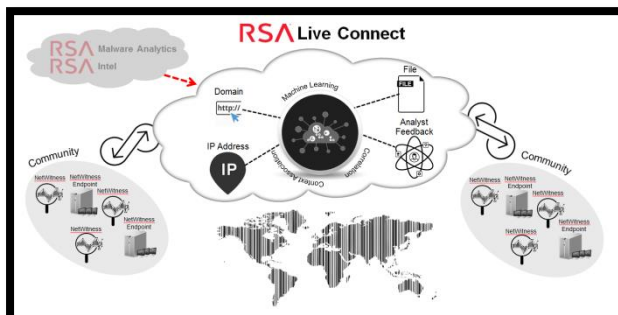 RSA Live Connect
RSA Malware Analytics
RSA Intel
Domain
http://
Machine Learning
File
FILE
IP Address
IP
Analyst
Feedback
Context Association
Correlation
Community
NetWitness
NetWitness
Endpoint
NetWitness
NetWitness
NetWitness
Endpoint
Community
NetWitness
NetWitness
Endpoint
NetWitness
NetWitness
NetWitness
Endpoint